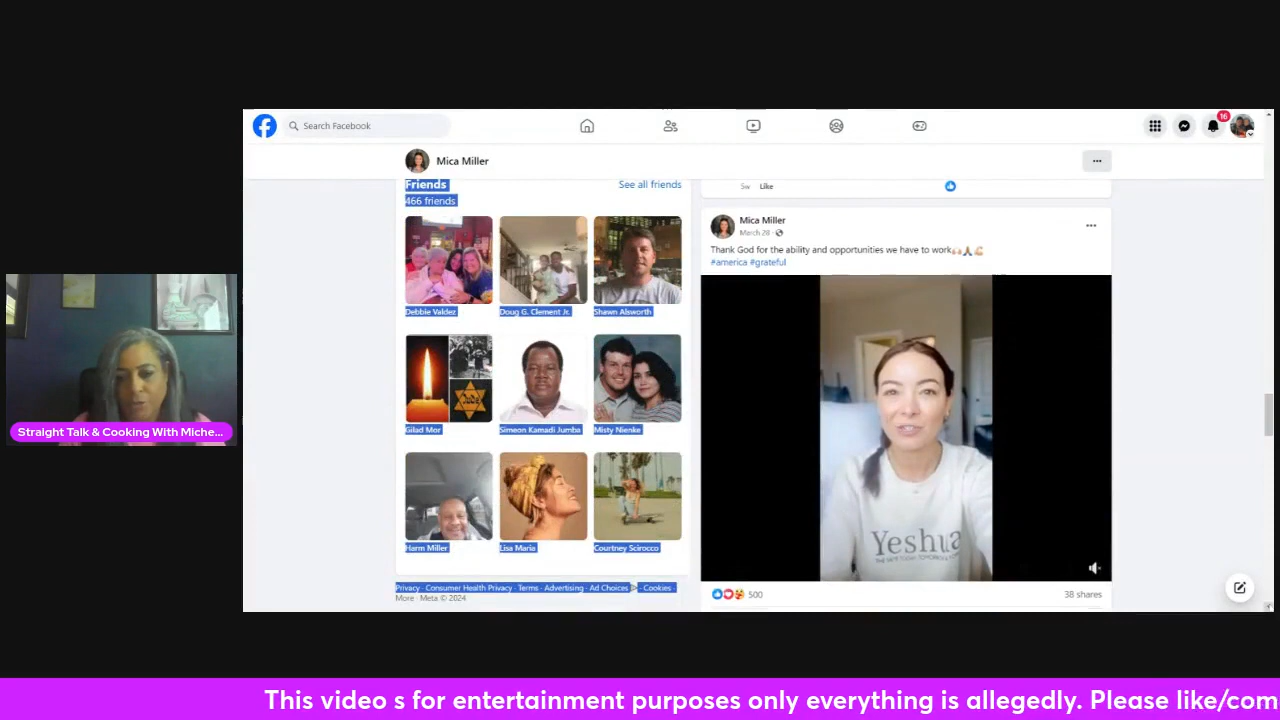 Search Facebook
16
Mica Miller
Friends
See all friends
466 friends
Debbie Valdez
Doug G. Clement Jr.
Shawn Alsworth
Jude
Gilad Mor
Simeon Kamadi Jumba
Misty Nienke
Harm Miller
Lisa Maria
Courtney Scirocco
Privacy · Consumer Health Privacy · Terms · Advertising · Ad Choices · Cookies ·
More · Meta © 2024
5w Like
Mica Miller
March 28 ·
Thank God for the ability and opportunities we have to work🙌🏻🙏🏽💪🏼
#america #grateful
Yeshua
500
38 shares
Straight Talk & Cooking With Miche...
This video s for entertainment purposes only everything is allegedly. Please like/com